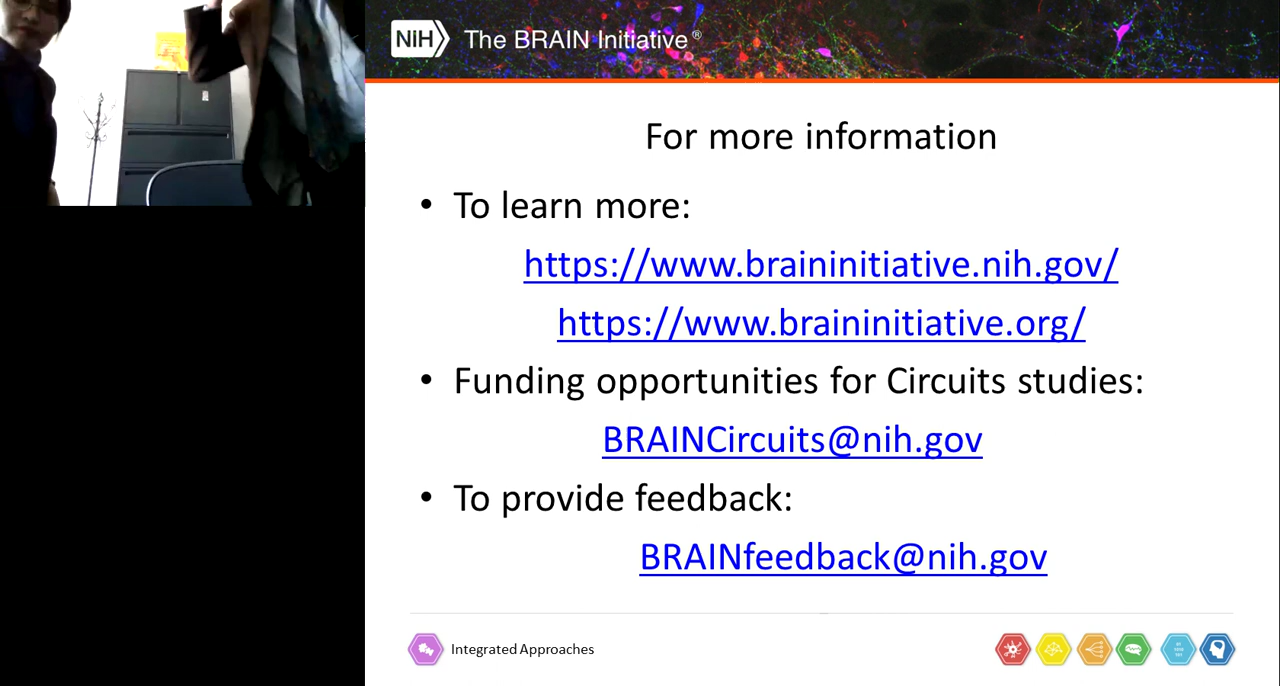 NIH The BRAIN Initiative®
For more information
• To learn more:
https://www.braininitiative.nih.gov/
https://www.braininitiative.org/
• Funding opportunities for Circuits studies:
BRAINCircuits@nih.gov
• To provide feedback:
BRAINfeedback@nih.gov
Integrated Approaches